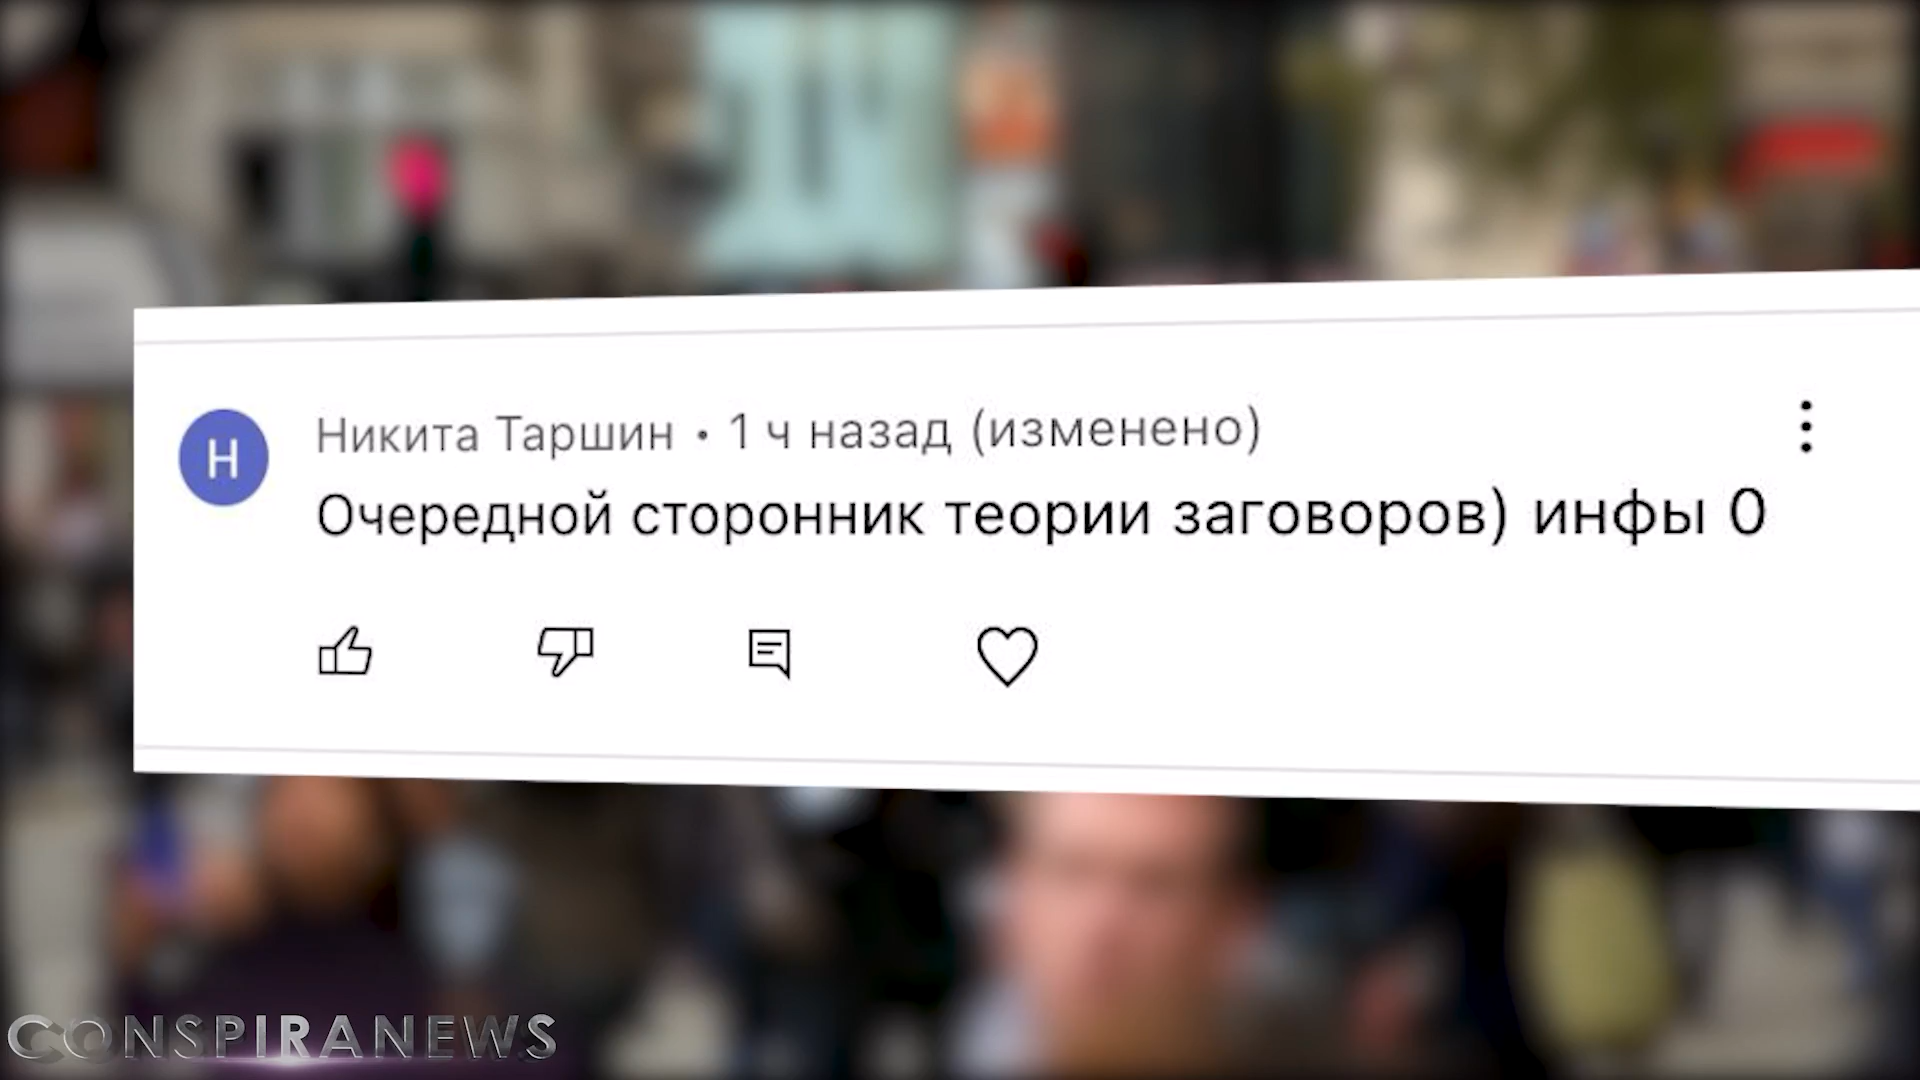 Н
Никита Таршин • 1 ч назад (изменено)
Очередной сторонник теории заговоров) инфы 0
CONSPIRANEWS